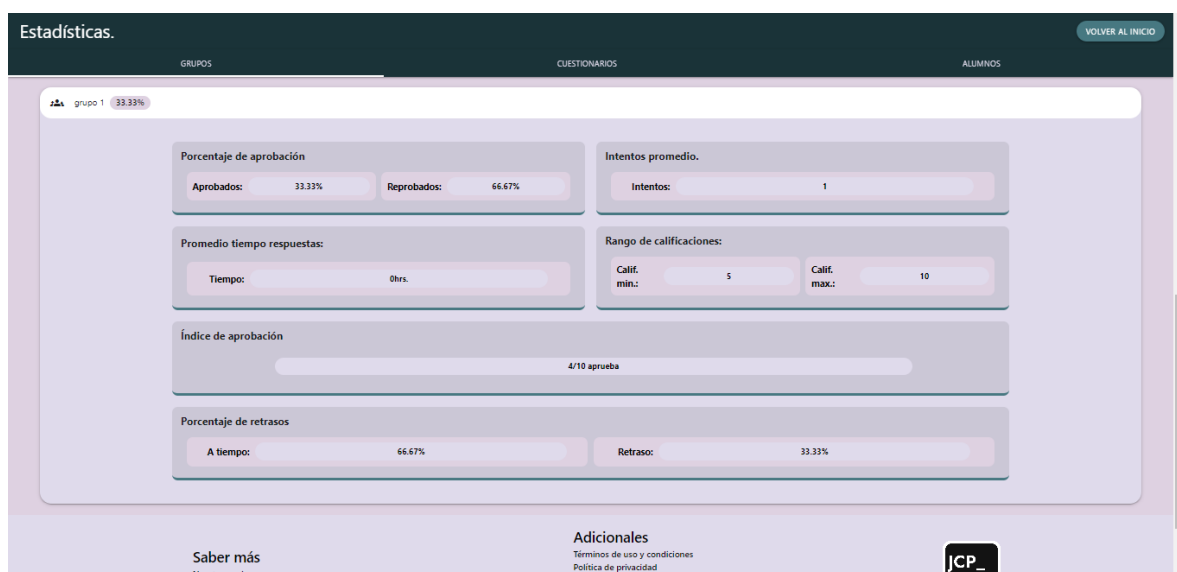 Estadísticas.
VOLVER AL INICIO
GRUPOS
CUESTIONARIOS
ALUMNOS
grupo 1 33.33%
Porcentaje de aprobación
Aprobados: 33.33% Reprobados: 66.67%
Intentos promedio.
Intentos: 1
Promedio tiempo respuestas:
Tiempo: 0hrs.
Rango de calificaciones:
Calif. min.: 5 Calif. max.: 10
Índice de aprobación
4/10 aprueba
Porcentaje de retrasos
A tiempo: 66.67% Retraso: 33.33%
Saber más
Adicionales
Términos de uso y condiciones
Política de privacidad
JCP_